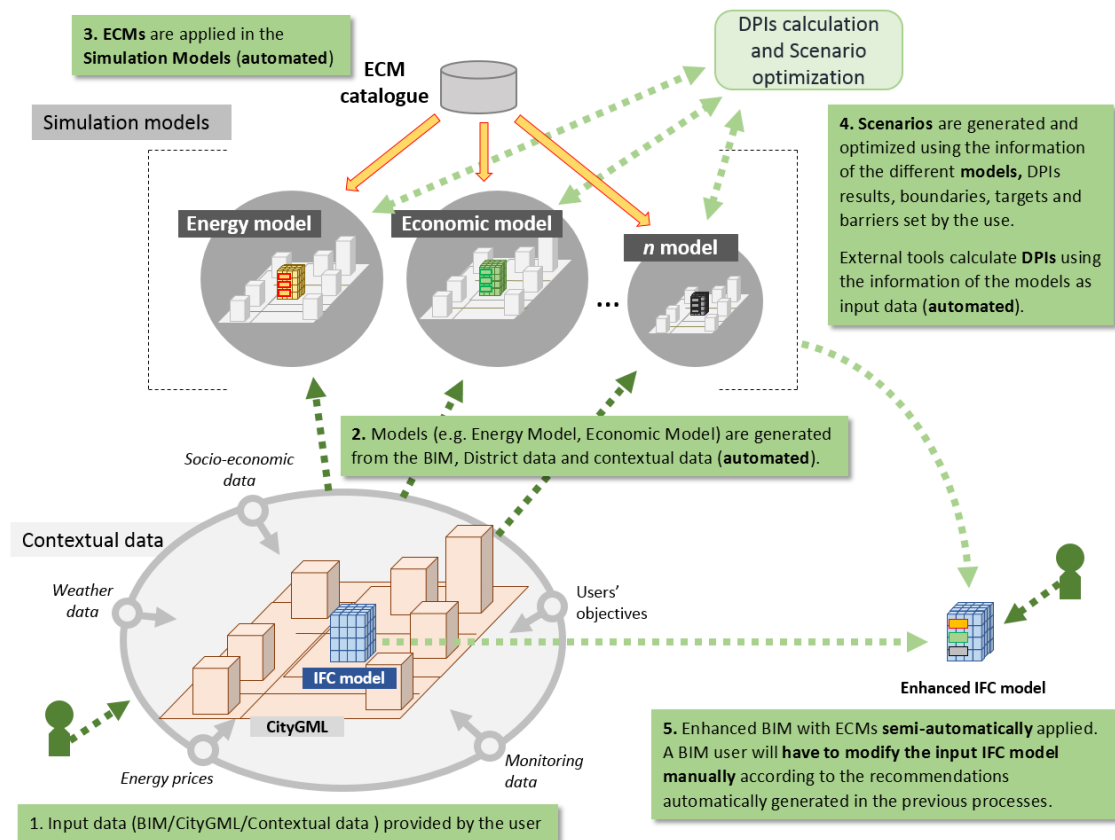 3. ECMs are applied in the
Simulation Models (automated)
DPIs calculation
and Scenario
optimization
ECM
catalogue
Simulation models
4. Scenarios are generated and
optimized using the information
of the different models, DPIs
results, boundaries, targets and
barriers set by the use.
External tools calculate DPIs using
the information of the models as
input data (automated).
Energy model
Economic model
n model
...
2. Models (e.g. Energy Model, Economic Model) are generated
from the BIM, District data and contextual data (automated).
Socio-economic
data
Contextual data
Weather
data
Users'
objectives
IFC model
CityGML
Energy prices
Monitoring
data
Enhanced IFC model
5. Enhanced BIM with ECMs semi-automatically applied.
A BIM user will have to modify the input IFC model
manually according to the recommendations
automatically generated in the previous processes.
1. Input data (BIM/CityGML/Contextual data ) provided by the user